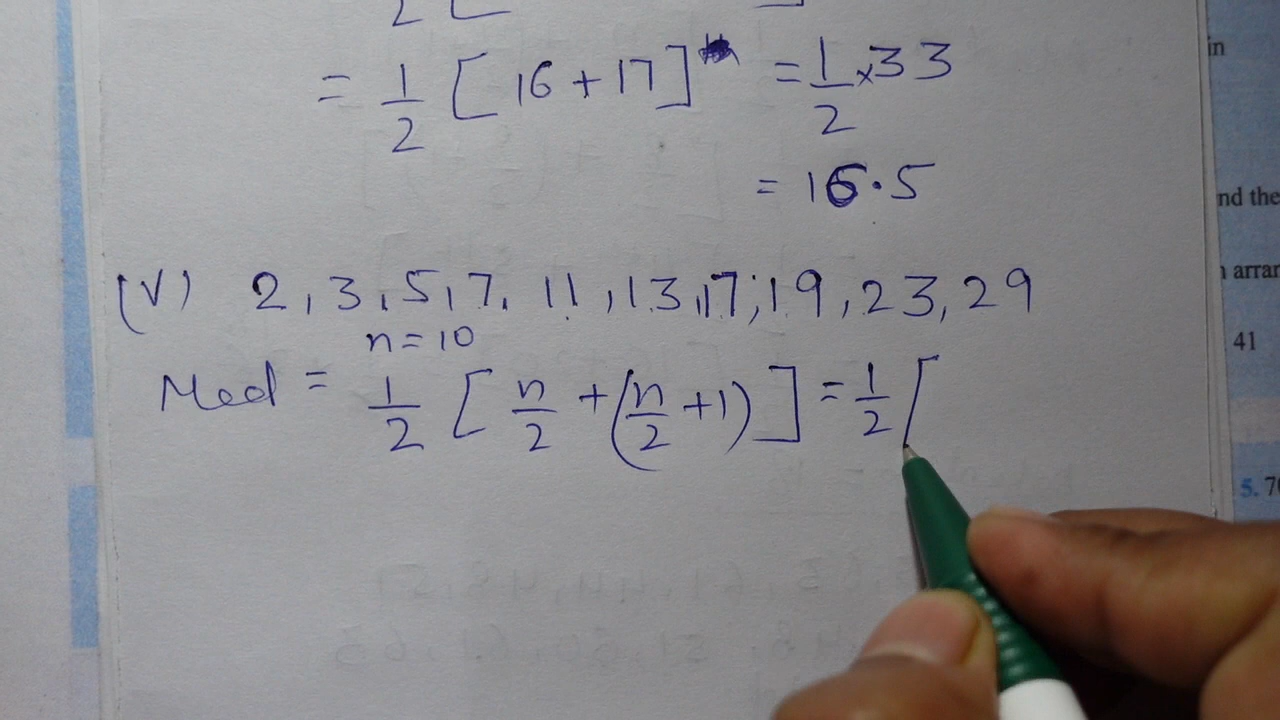 = 1/2 [ 16 + 17 ] = 1/2 × 33
= 16.5
(V) 2, 3, 5, 7, 11, 13, 17, 19, 23, 29
n = 10
Med = 1/2 [ n/2 + (n/2 + 1) ] = 1/2 [
in
nd the
arran
41
5. 70